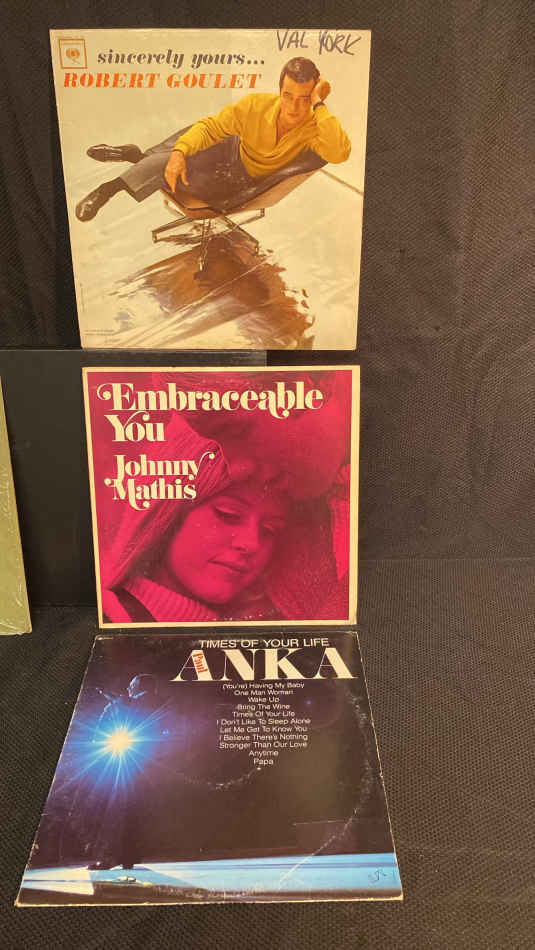 VAL YORK
sincerely yours...
ROBERT GOULET
Embraceable
You
Johnny
Mathis
TIMES OF YOUR LIFE
Paul
ANKA
(You're) Having My Baby
One Man Woman
Wake Up
Bring The Wine
Times Of Your Life
I Don't Like To Sleep Alone
Let Me Get To Know You
I Believe There's Nothing
Stronger Than Our Love
Anytime
Papa